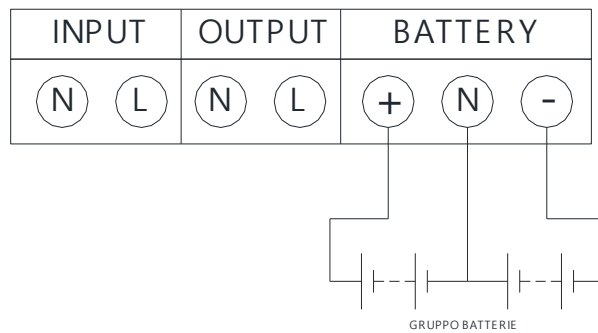 INPUT OUTPUT BATTERY
N L N L + N -
GRUPPO BATTERIE